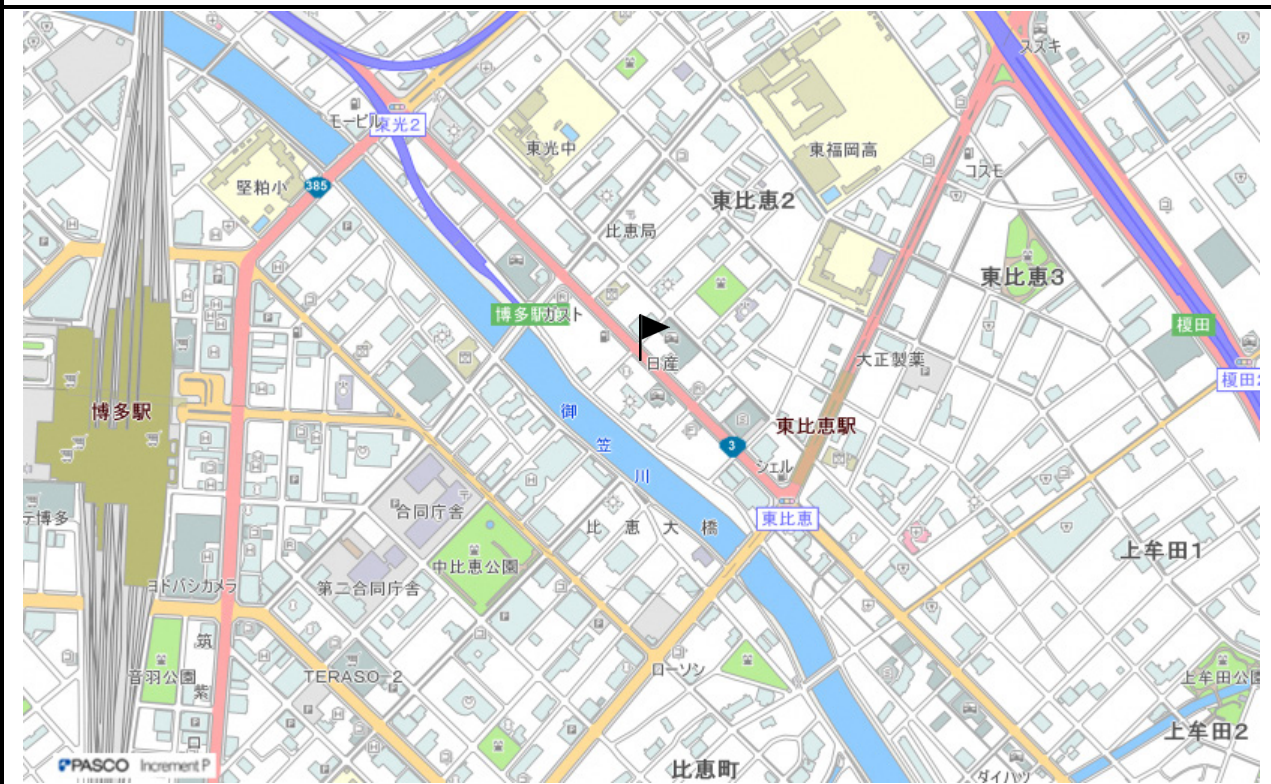 スズキ
モービル
東光2
東光中
東福岡高
コスモ
堅粕小
385
東比恵2
比恵局
東比恵3
博多駅
ガスト
榎田
日産
大正製薬
榎田2
博多駅
御笠川
東比恵駅
3
シェル
東比恵
合同庁舎
比恵大橋
上牟田1
中比恵公園
ヨドバシカメラ
第二合同庁舎
筑紫口
音羽公園
TERASO-2
ローソン
上牟田公園
上牟田2
比恵町
ダイハツ
PASCO Increment P